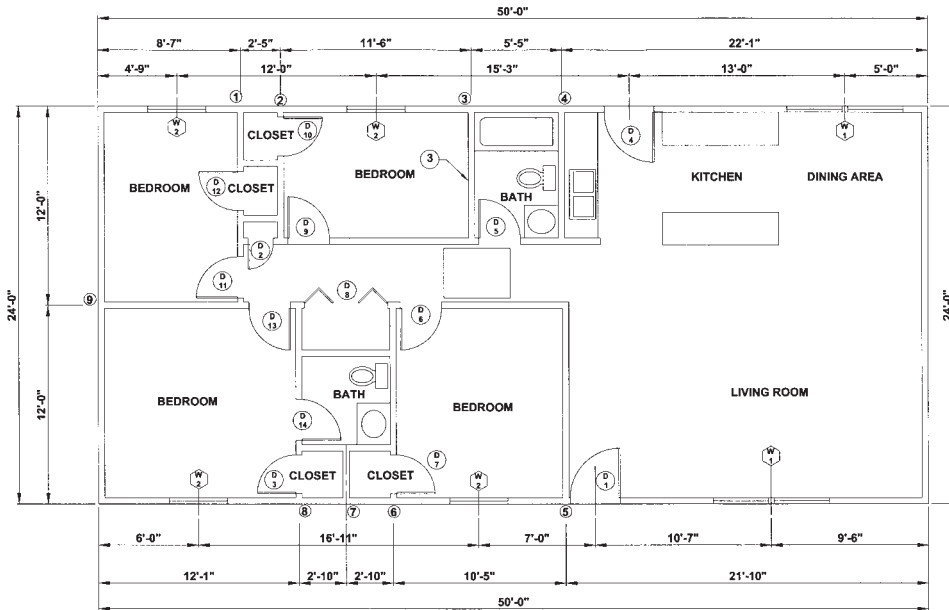 50'-0"
8'-7" 2'-5" 11'-6" 5'-5" 22'-1"
4'-9" 12'-0" 15'-3" 13'-0" 5'-0"
1 2 3 4
W 2 D 10 W 2 D 4 W 1
CLOSET
3
BEDROOM D 12 CLOSET BEDROOM BATH KITCHEN DINING AREA
12'-0"
D 2 D 9 D 5
D 11 D 8
9
24'-0" 24'-0"
D 13 D 6
12'-0"
BEDROOM BATH BEDROOM LIVING ROOM
D 14
D 7
W 2 D 3 CLOSET CLOSET W 2 D 1 W 1
8 7 6 5
6'-0" 16'-11" 7'-0" 10'-7" 9'-6"
12'-1" 2'-10" 2'-10" 10'-5" 21'-10"
50'-0"